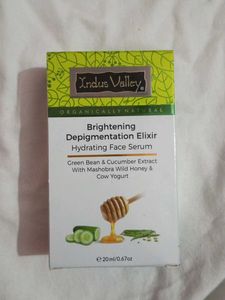 Indus Valley®
ORGANICALLY NATURAL
Brightening
Depigmentation Elixir
Hydrating Face Serum
Green Bean & Cucumber Extract
With Mashobra Wild Honey &
Cow Yogurt
℮20ml/0.67oz